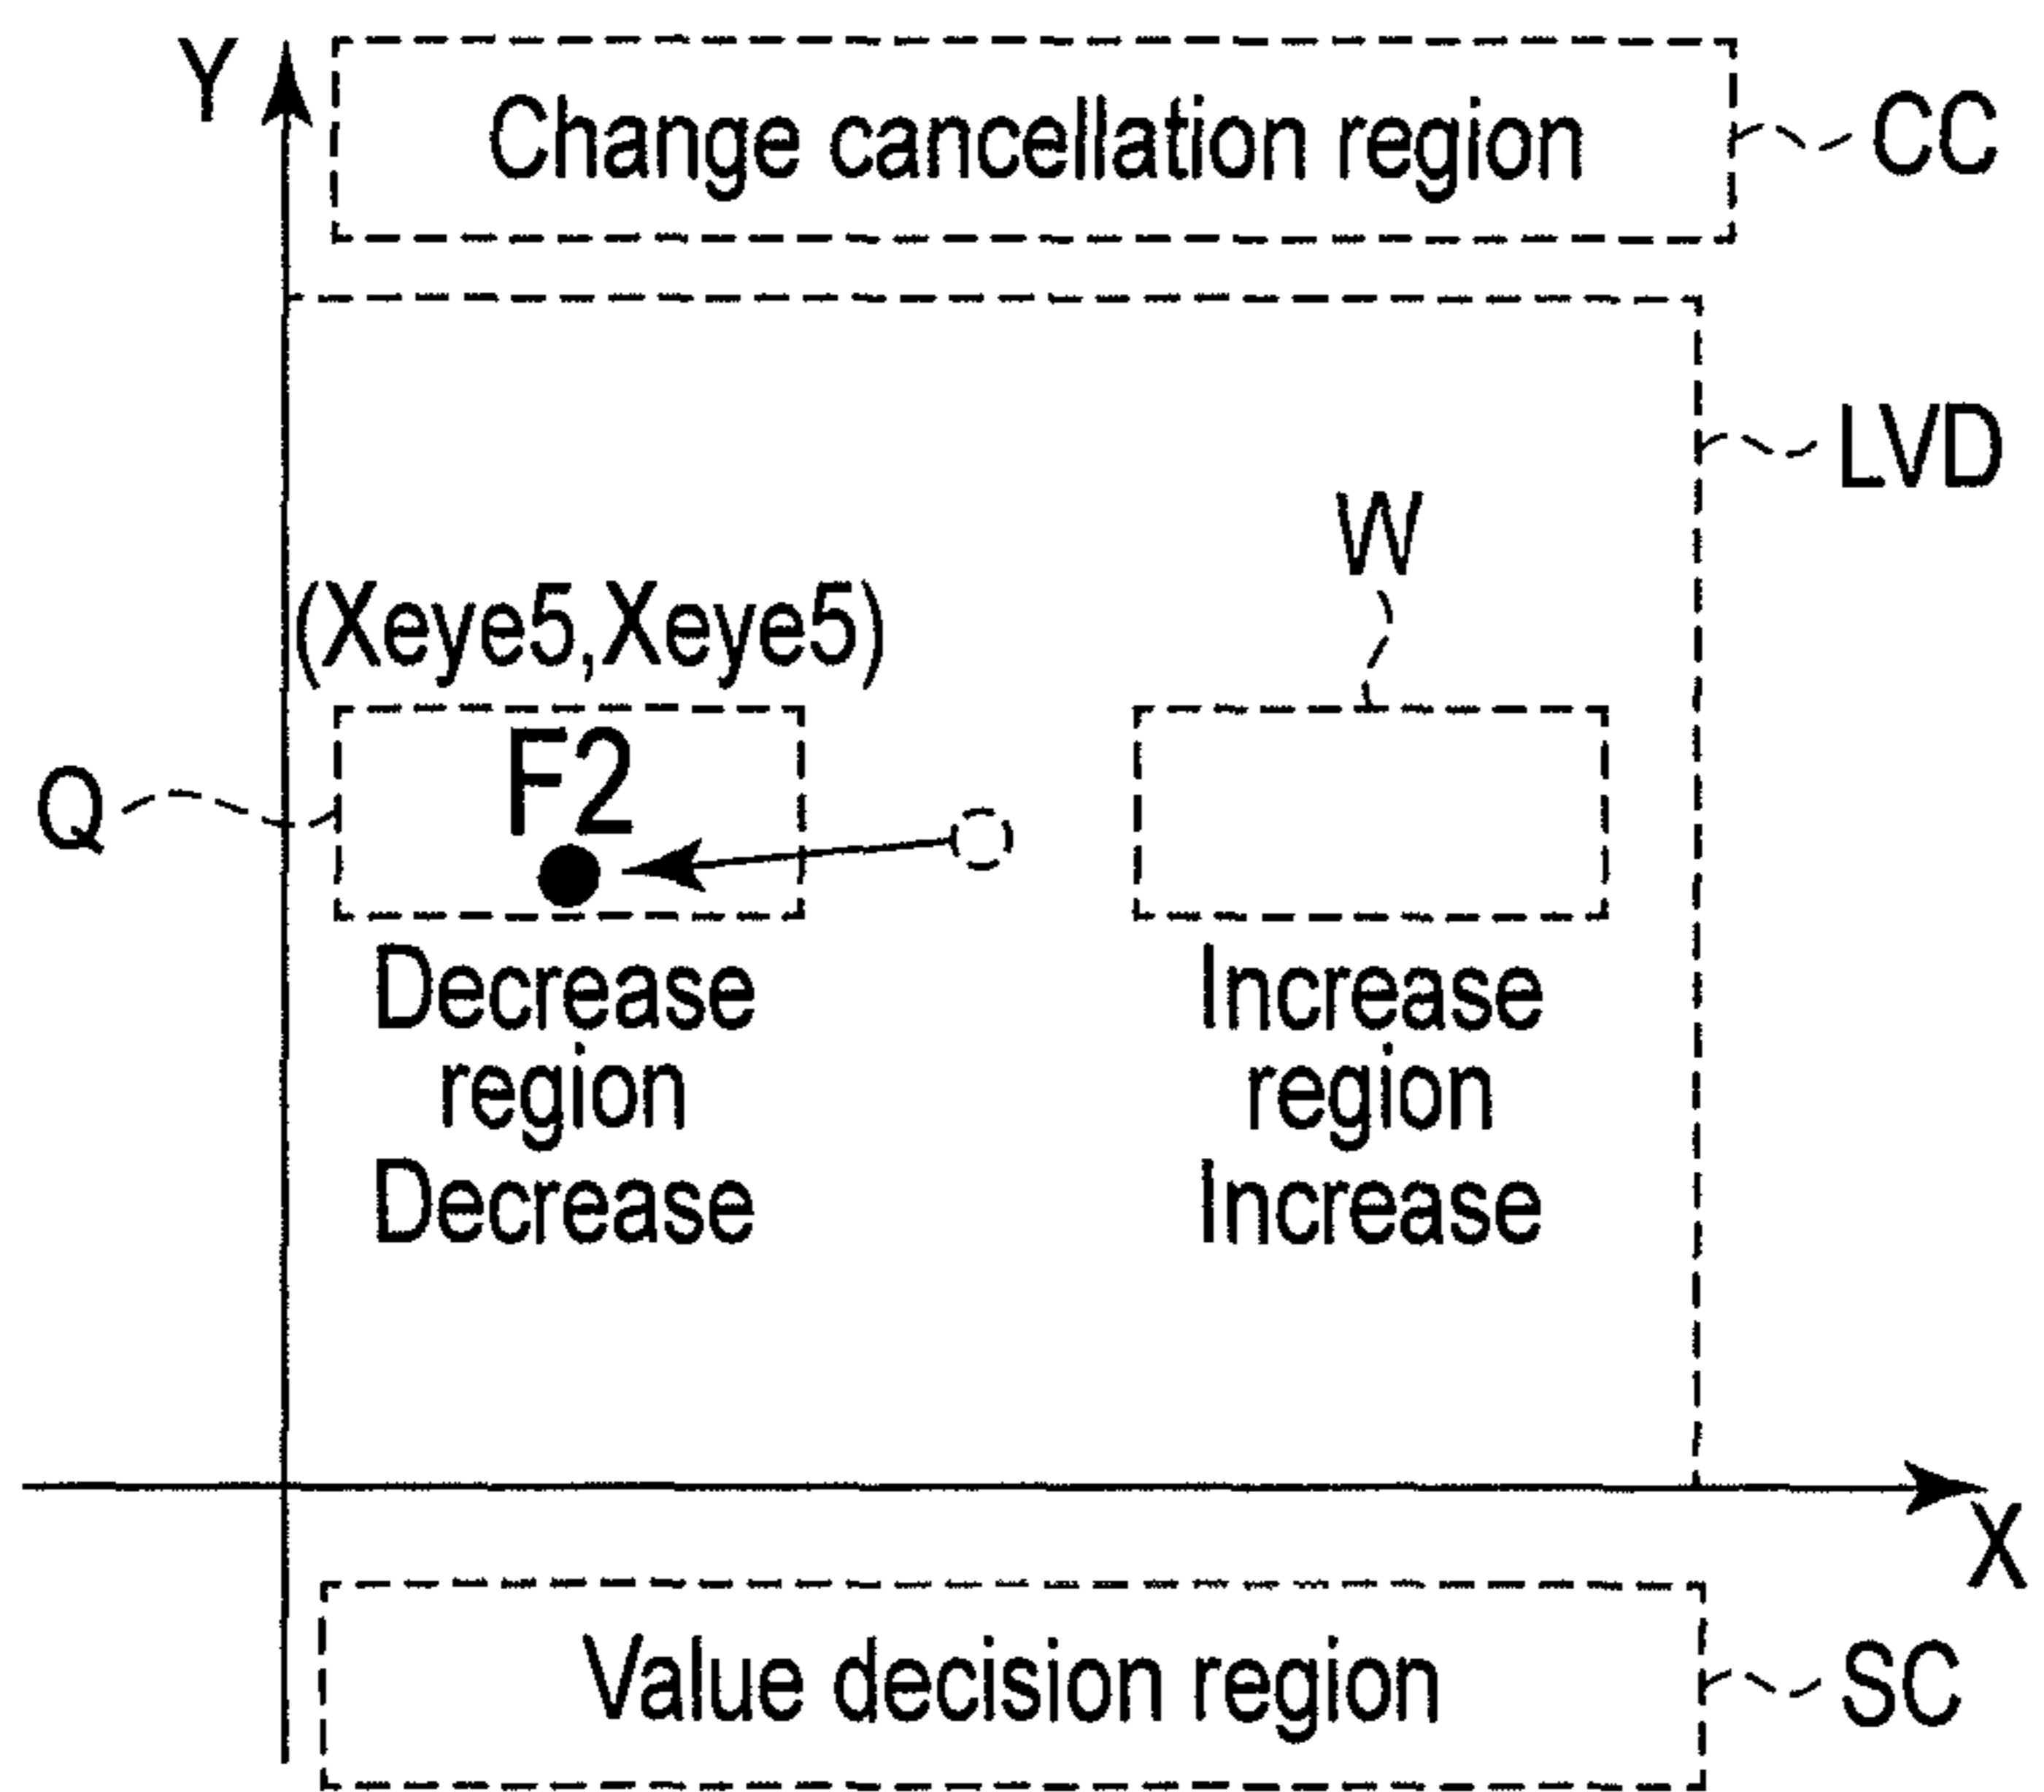 Y
Change cancellation region
CC
LVD
W
(Xeye5,Xeye5)
F2
Q
Decrease
region
Decrease
Increase
region
Increase
X
Value decision region
SC